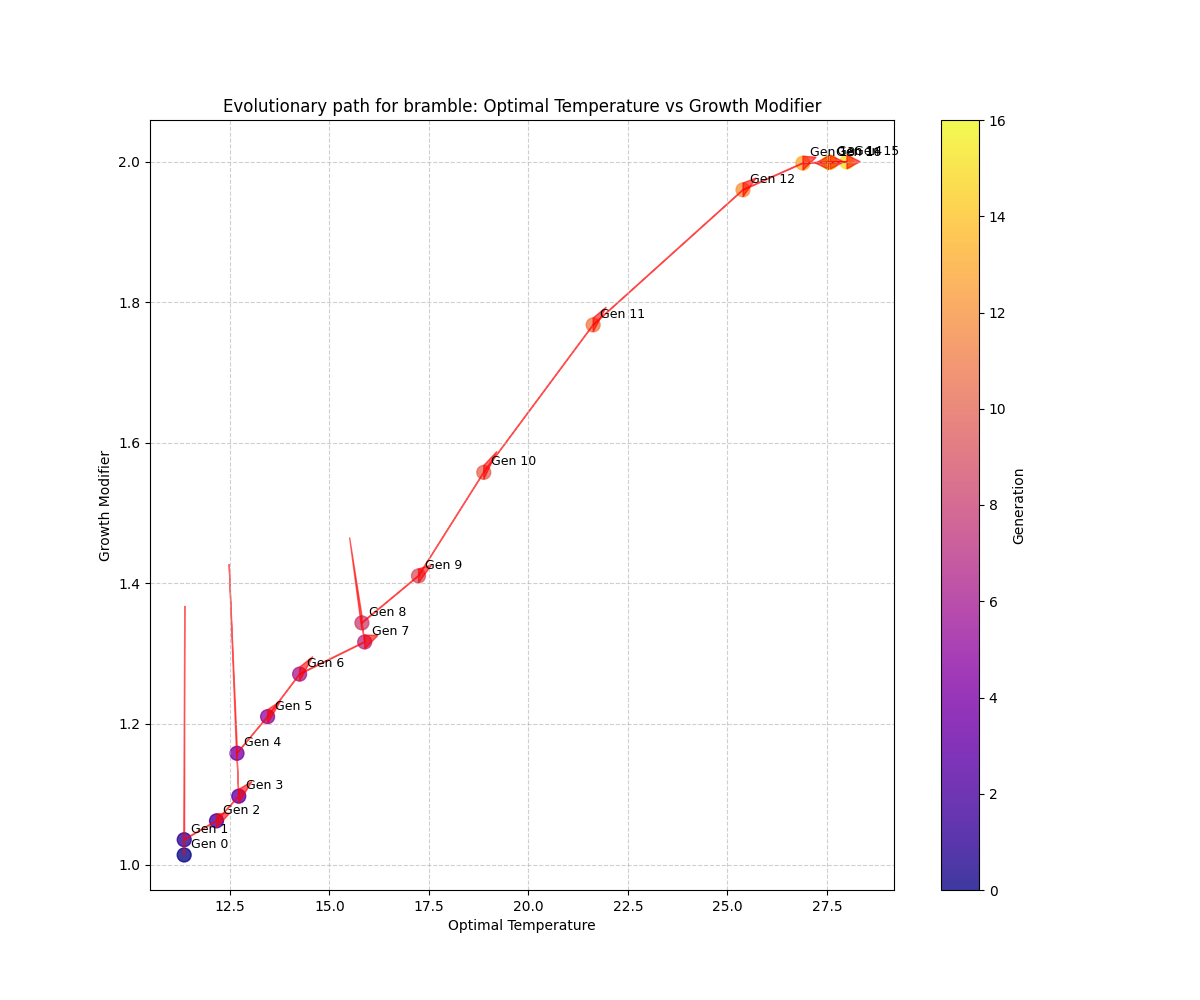 Evolutionary path for bramble: Optimal Temperature vs Growth Modifier
Growth Modifier
2.0
1.8
1.6
1.4
1.2
1.0
Gen 15
Gen 12
Gen 11
Gen 10
Gen 9
Gen 8
Gen 7
Gen 6
Gen 5
Gen 4
Gen 3
Gen 2
Gen 1
Gen 0
12.5 15.0 17.5 20.0 22.5 25.0 27.5
Optimal Temperature
16
14
12
10
8
6
4
2
0
Generation